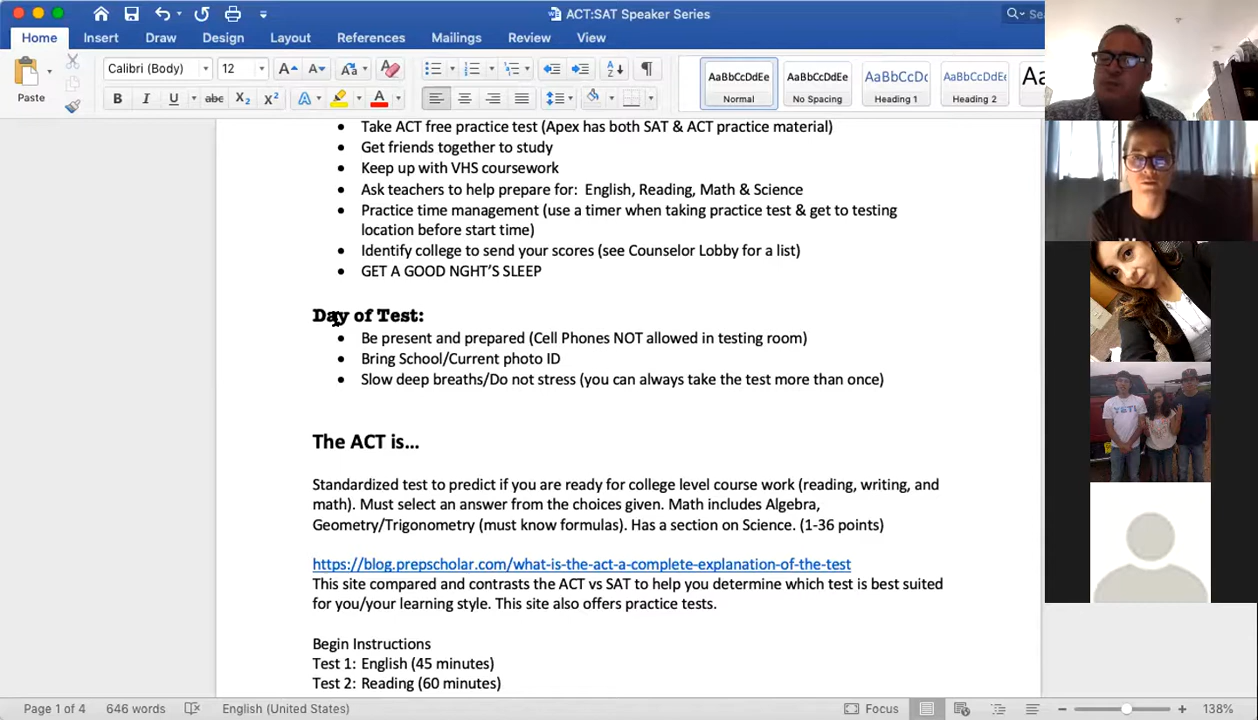 ACT:SAT Speaker Series
Home Insert Draw Design Layout References Mailings Review View
Paste
Calibri (Body) 12
AaBbCcDdEe AaBbCcDdEe AaBbCcDc AaBbCcDdEe
Normal No Spacing Heading 1 Heading 2
Take ACT free practice test (Apex has both SAT & ACT practice material)
Get friends together to study
Keep up with VHS coursework
Ask teachers to help prepare for: English, Reading, Math & Science
Practice time management (use a timer when taking practice test & get to testing
location before start time)
Identify college to send your scores (see Counselor Lobby for a list)
GET A GOOD NGHT'S SLEEP
Day of Test:
Be present and prepared (Cell Phones NOT allowed in testing room)
Bring School/Current photo ID
Slow deep breaths/Do not stress (you can always take the test more than once)
The ACT is...
Standardized test to predict if you are ready for college level course work (reading, writing, and
math). Must select an answer from the choices given. Math includes Algebra,
Geometry/Trigonometry (must know formulas). Has a section on Science. (1-36 points)
https://blog.prepscholar.com/what-is-the-act-a-complete-explanation-of-the-test
This site compared and contrasts the ACT vs SAT to help you determine which test is best suited
for you/your learning style. This site also offers practice tests.
Begin Instructions
Test 1: English (45 minutes)
Test 2: Reading (60 minutes)
YETI
Page 1 of 4 646 words English (United States) Focus 138%